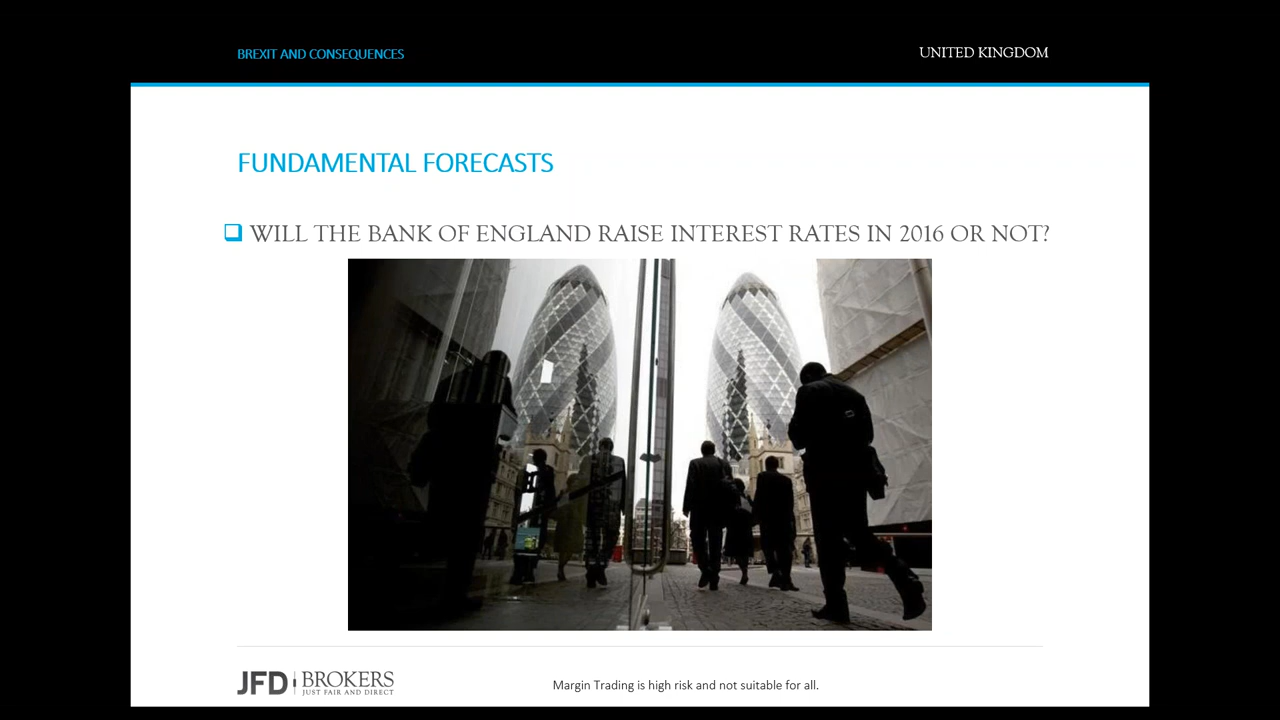 BREXIT AND CONSEQUENCES
UNITED KINGDOM
FUNDAMENTAL FORECASTS
WILL THE BANK OF ENGLAND RAISE INTEREST RATES IN 2016 OR NOT?
JFD BROKERS
JUST FAIR AND DIRECT
Margin Trading is high risk and not suitable for all.